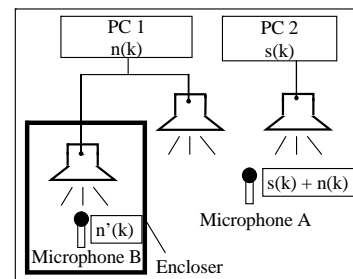 PC 1
n(k)
PC 2
s(k)
s(k) + n(k)
Microphone A
n’(k)
Microphone B
Encloser